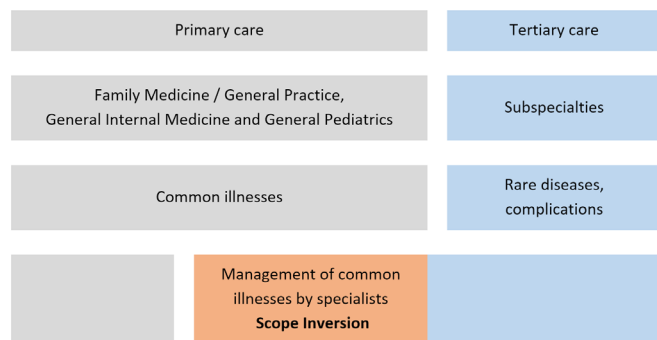 Primary care
Tertiary care
Family Medicine / General Practice,
General Internal Medicine and General Pediatrics
Subspecialties
Common illnesses
Rare diseases,
complications
Management of common
illnesses by specialists
Scope Inversion